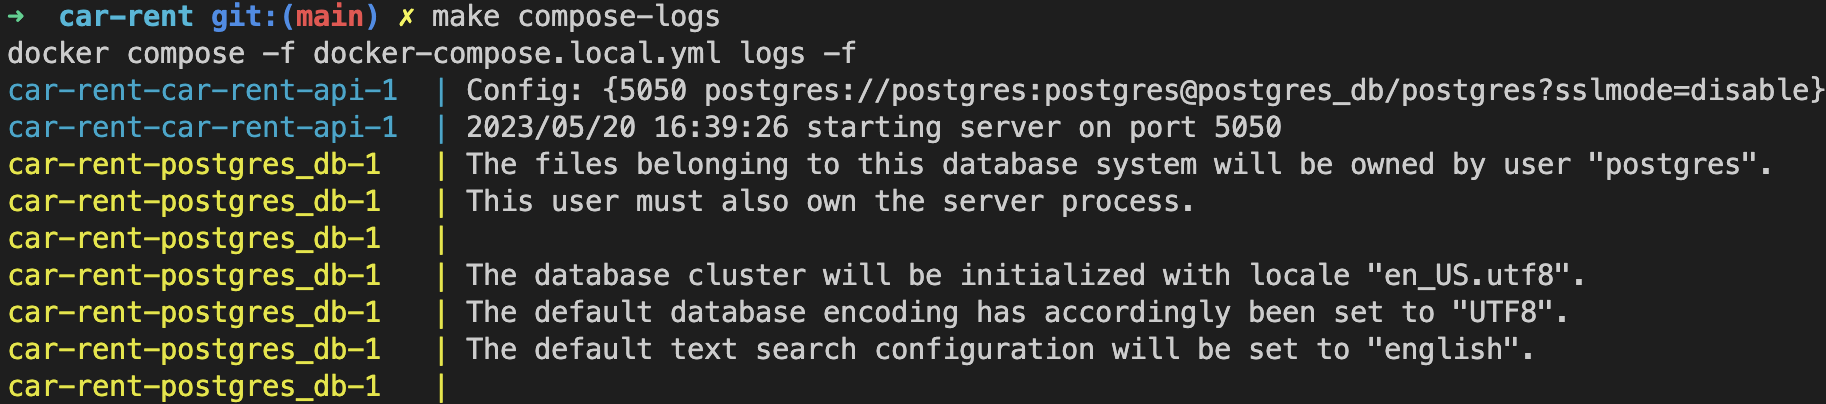 ➜  car-rent git:(main) ✗ make compose-logs
docker compose -f docker-compose.local.yml logs -f
car-rent-car-rent-api-1  | Config: {5050 postgres://postgres:postgres@postgres_db/postgres?sslmode=disable}
car-rent-car-rent-api-1  | 2023/05/20 16:39:26 starting server on port 5050
car-rent-postgres_db-1   | The files belonging to this database system will be owned by user "postgres".
car-rent-postgres_db-1   | This user must also own the server process.
car-rent-postgres_db-1   |
car-rent-postgres_db-1   | The database cluster will be initialized with locale "en_US.utf8".
car-rent-postgres_db-1   | The default database encoding has accordingly been set to "UTF8".
car-rent-postgres_db-1   | The default text search configuration will be set to "english".
car-rent-postgres_db-1   |